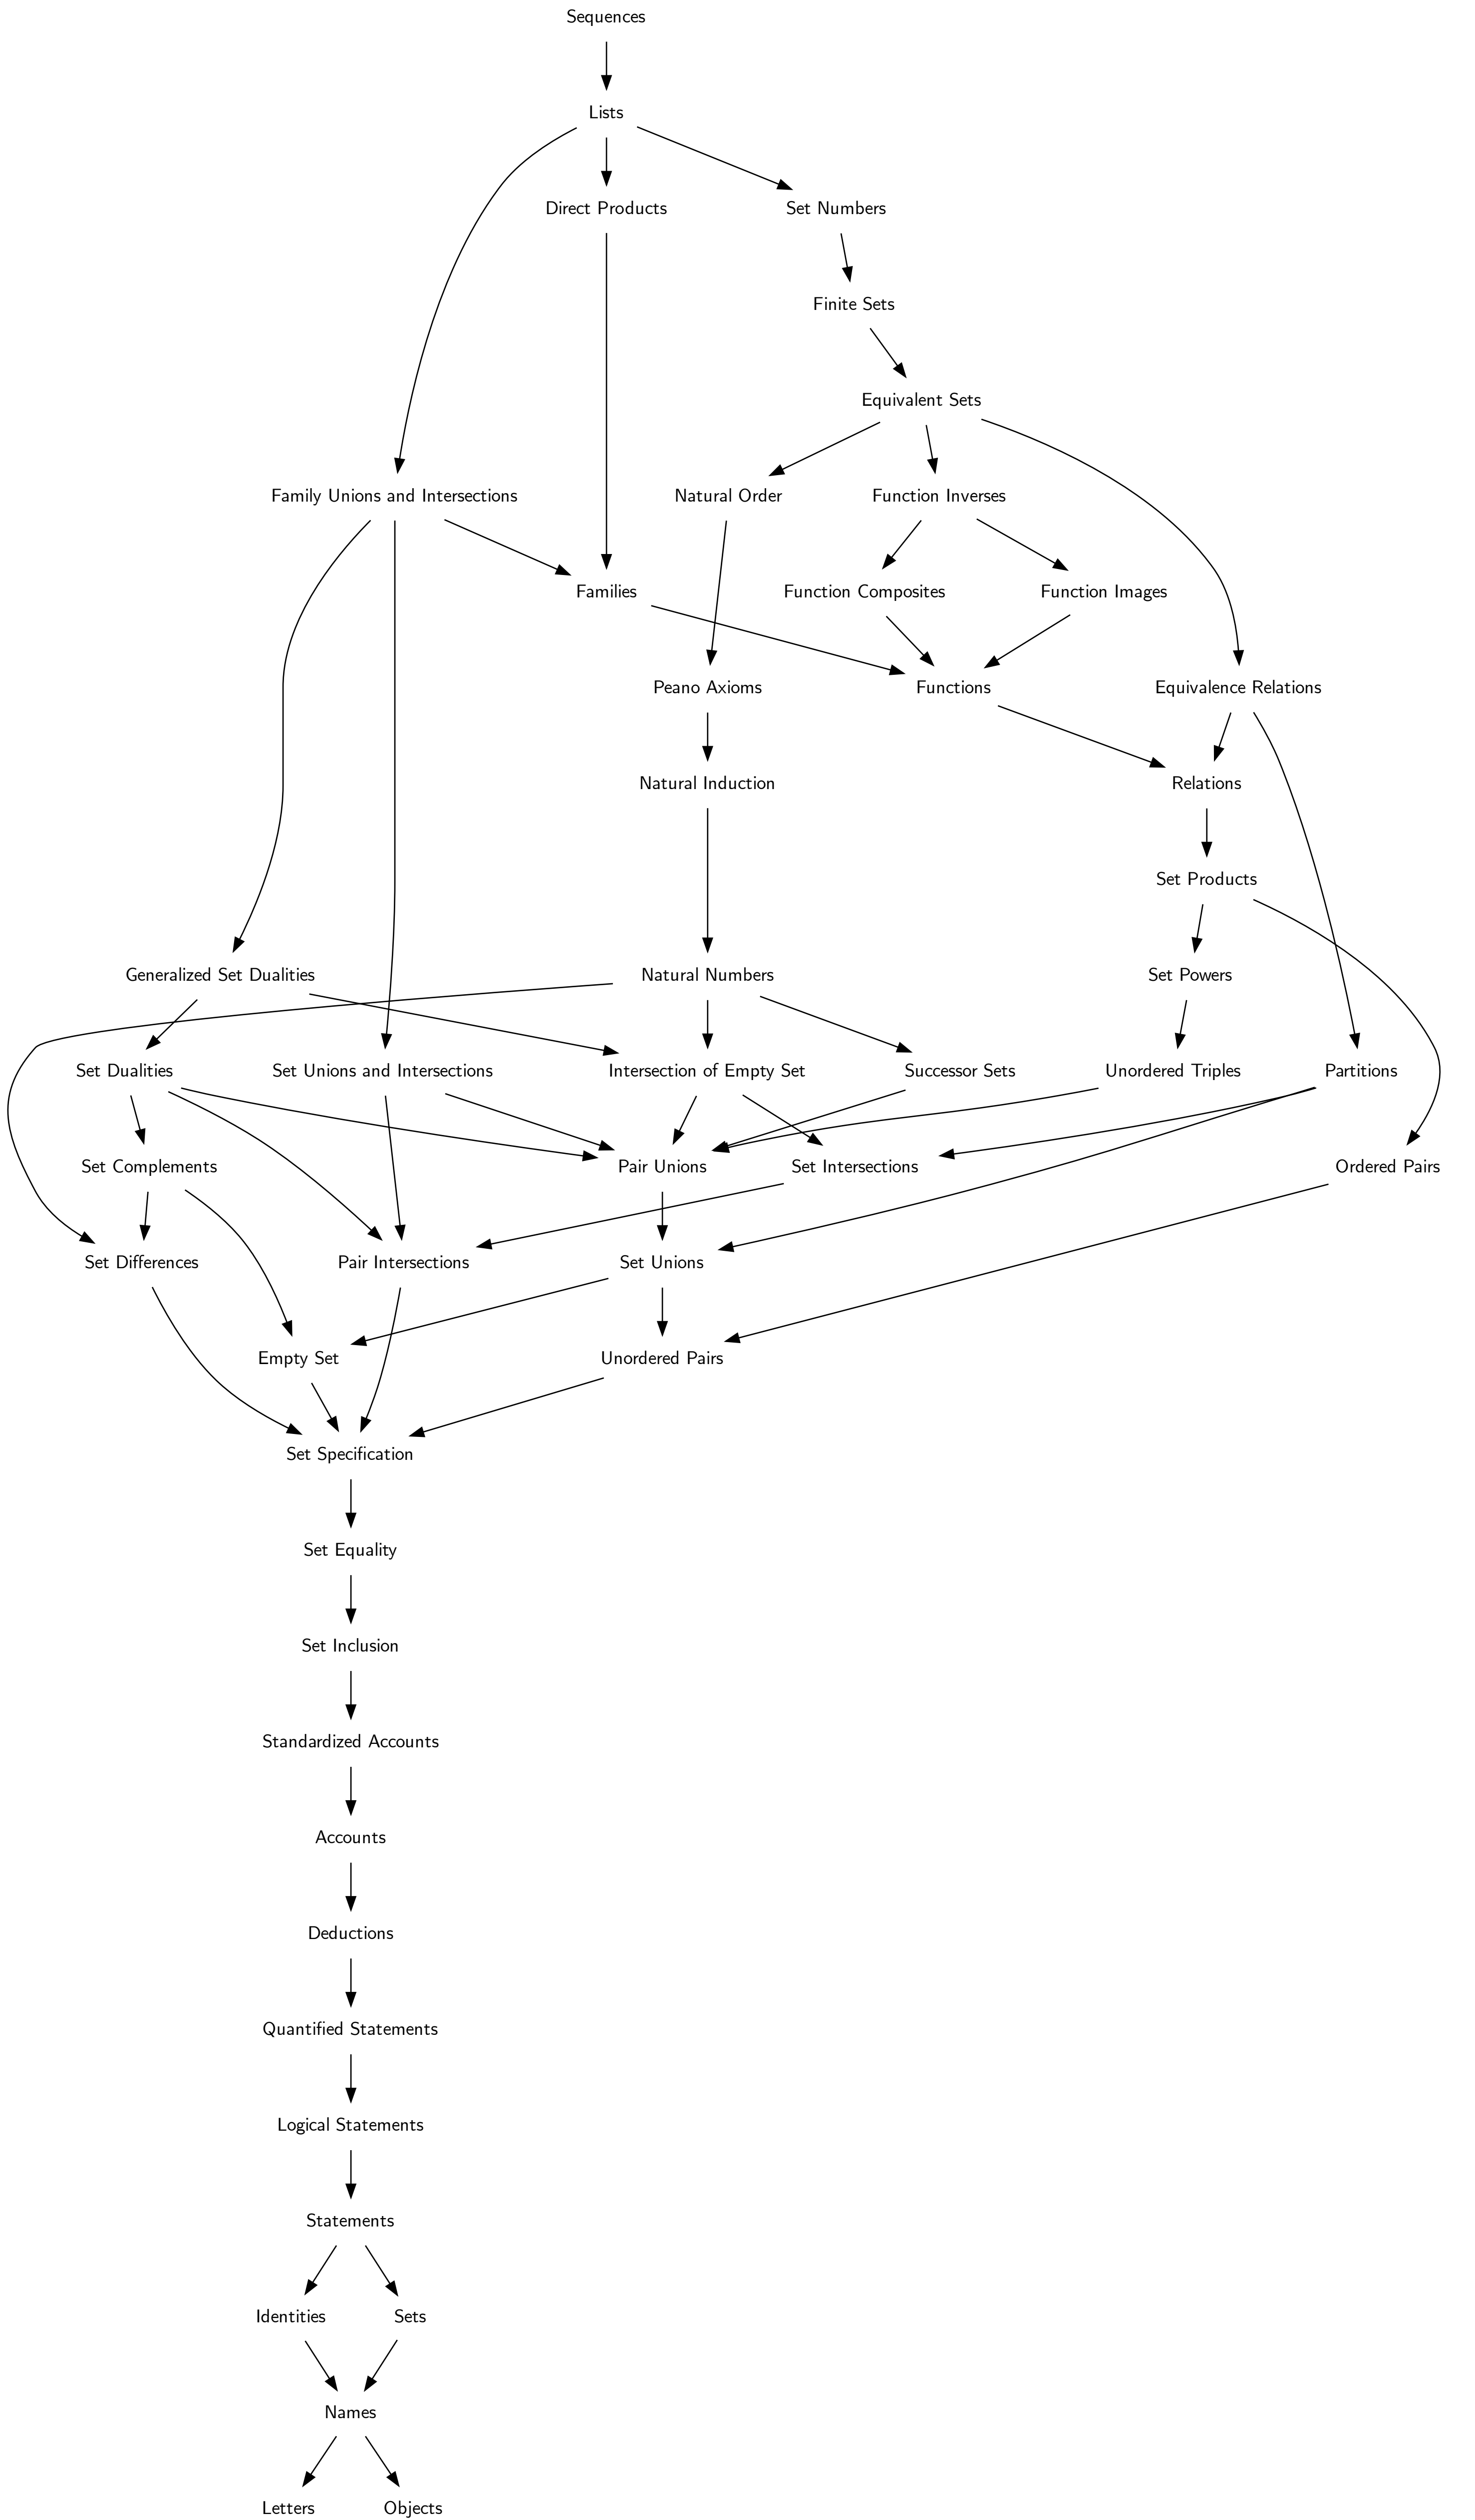 Sequences
Lists
Direct Products
Set Numbers
Finite Sets
Equivalent Sets
Family Unions and Intersections
Natural Order
Function Inverses
Families
Function Composites
Function Images
Peano Axioms
Functions
Equivalence Relations
Natural Induction
Relations
Set Products
Generalized Set Dualities
Natural Numbers
Set Powers
Set Dualities
Set Unions and Intersections
Intersection of Empty Set
Successor Sets
Unordered Triples
Partitions
Set Complements
Pair Unions
Set Intersections
Ordered Pairs
Set Differences
Pair Intersections
Set Unions
Empty Set
Unordered Pairs
Set Specification
Set Equality
Set Inclusion
Standardized Accounts
Accounts
Deductions
Quantified Statements
Logical Statements
Statements
Identities
Sets
Names
Letters
Objects